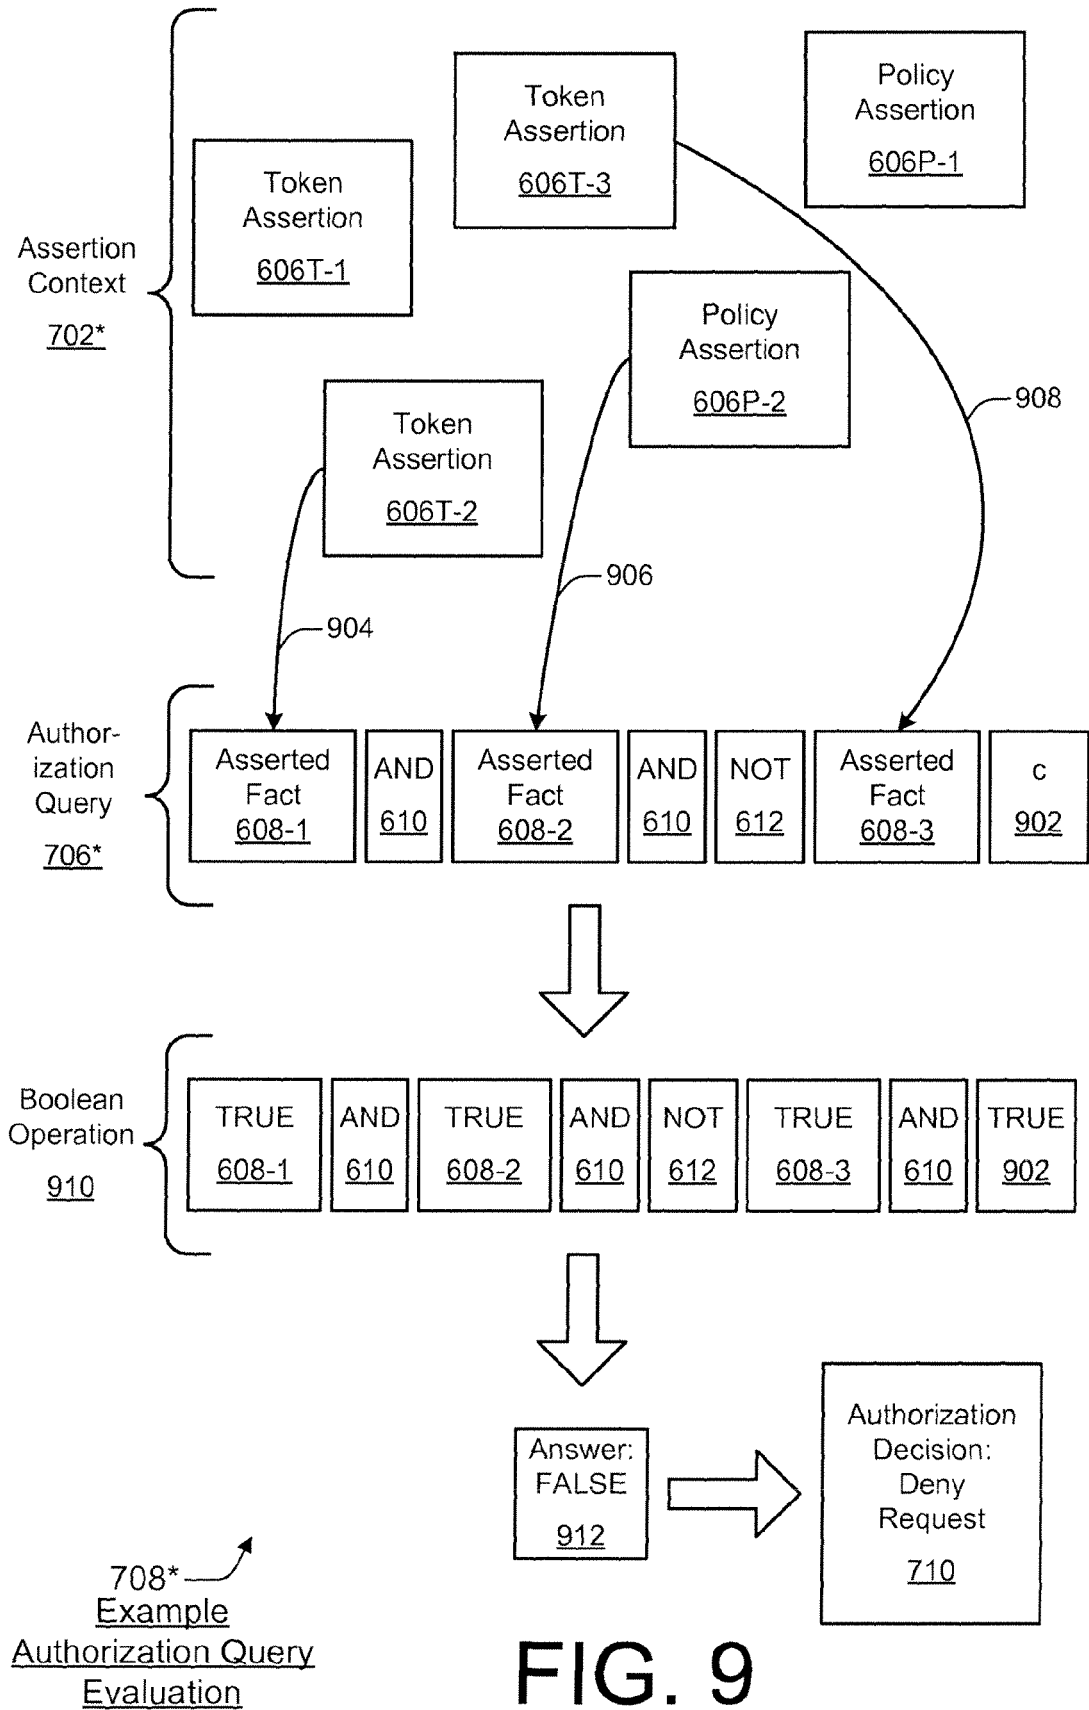 Token
Assertion
606T-1
Token
Assertion
606T-3
Policy
Assertion
606P-1
Assertion
Context
702*
Policy
Assertion
606P-2
Token
Assertion
606T-2
908
906
904
Author-
ization
Query
706*
Asserted
Fact
608-1
AND
610
Asserted
Fact
608-2
AND
610
NOT
612
Asserted
Fact
608-3
c
902
Boolean
Operation
910
TRUE
608-1
AND
610
TRUE
608-2
AND
610
NOT
612
TRUE
608-3
AND
610
TRUE
902
Answer:
FALSE
912
Authorization
Decision:
Deny
Request
710
708*
Example
Authorization Query
Evaluation
FIG. 9